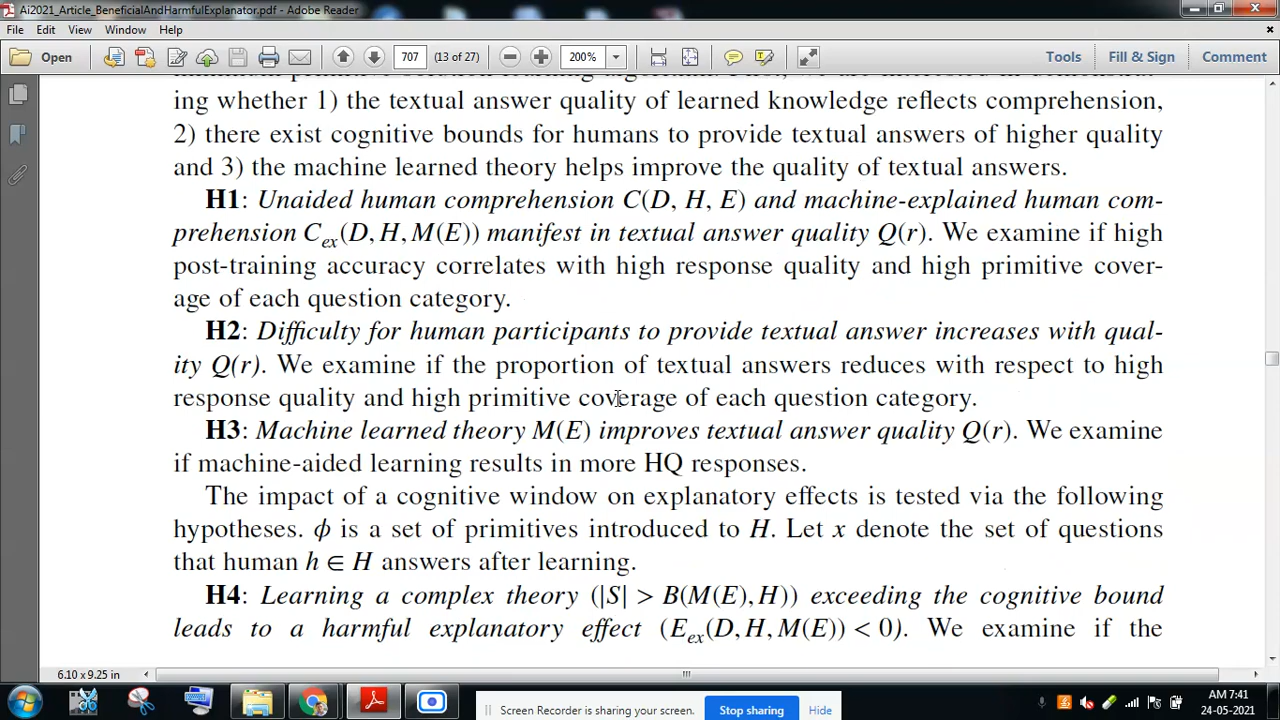 Ai2021_Article_BeneficialAndHarmfulExplanator.pdf - Adobe Reader
File Edit View Window Help
Open 707 (13 of 27) 200% Tools Fill & Sign Comment
ing whether 1) the textual answer quality of learned knowledge reflects comprehension,
2) there exist cognitive bounds for humans to provide textual answers of higher quality
and 3) the machine learned theory helps improve the quality of textual answers.
H1: Unaided human comprehension C(D, H, E) and machine-explained human com-
prehension Cex(D, H, M(E)) manifest in textual answer quality Q(r). We examine if high
post-training accuracy correlates with high response quality and high primitive cover-
age of each question category.
H2: Difficulty for human participants to provide textual answer increases with qual-
ity Q(r). We examine if the proportion of textual answers reduces with respect to high
response quality and high primitive coverage of each question category.
H3: Machine learned theory M(E) improves textual answer quality Q(r). We examine
if machine-aided learning results in more HQ responses.
The impact of a cognitive window on explanatory effects is tested via the following
hypotheses. ϕ is a set of primitives introduced to H. Let x denote the set of questions
that human h ∈ H answers after learning.
H4: Learning a complex theory (|S| > B(M(E), H)) exceeding the cognitive bound
leads to a harmful explanatory effect (Eex(D, H, M(E)) < 0). We examine if the
6.10 x 9.25 in
Screen Recorder is sharing your screen. Stop sharing Hide
AM 7:41
24-05-2021